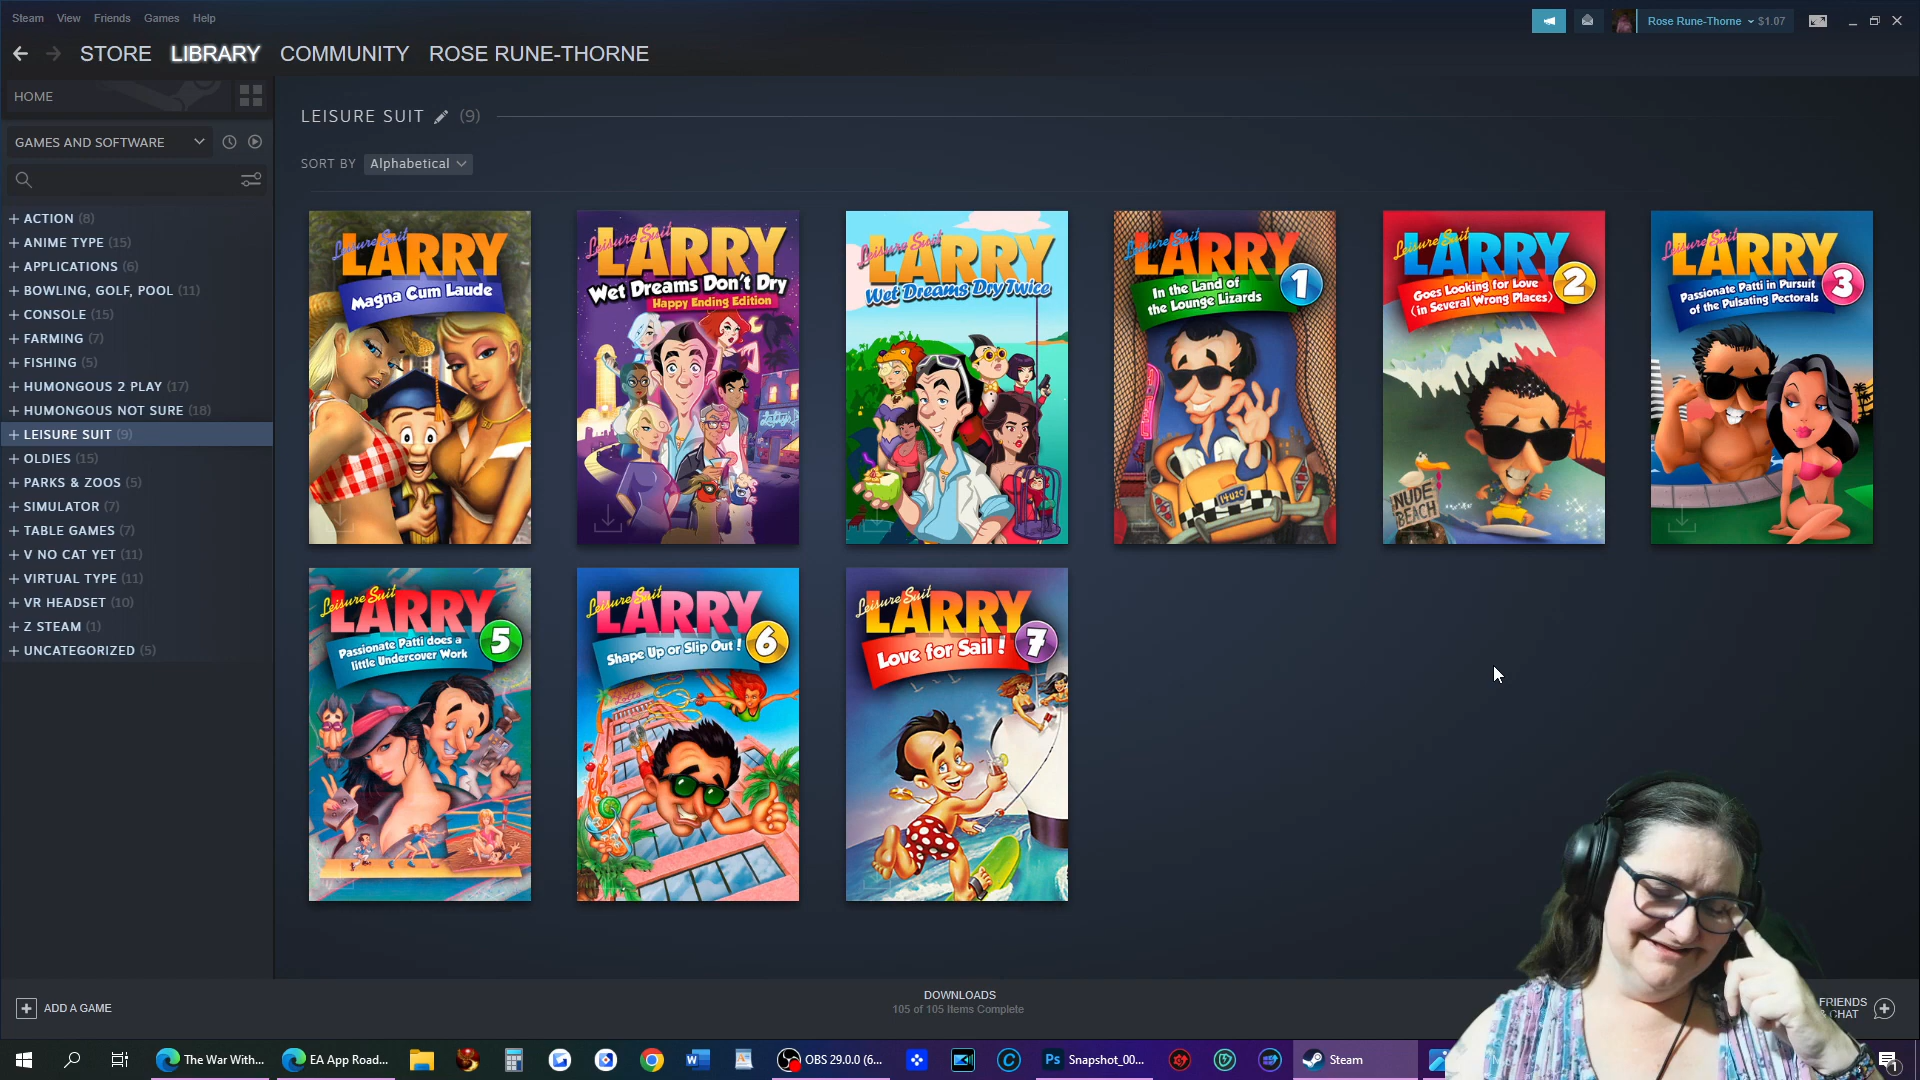 Steam View Friends Games Help
Rose Rune-Thorne $1.07
STORE LIBRARY COMMUNITY ROSE RUNE-THORNE
HOME
GAMES AND SOFTWARE
LEISURE SUIT (9)
SORT BY Alphabetical
+ ACTION (8)
+ ANIME TYPE (15)
+ APPLICATIONS (6)
+ BOWLING, GOLF, POOL (11)
+ CONSOLE (15)
+ FARMING (7)
+ FISHING (5)
+ HUMONGOUS 2 PLAY (17)
+ HUMONGOUS NOT SURE (18)
+ LEISURE SUIT (9)
+ OLDIES (15)
+ PARKS & ZOOS (5)
+ SIMULATOR (7)
+ TABLE GAMES (7)
+ V NO CAT YET (11)
+ VIRTUAL TYPE (11)
+ VR HEADSET (10)
+ Z STEAM (1)
+ UNCATEGORIZED (5)
Leisure Suit
LARRY
Magna Cum Laude
Leisure Suit
LARRY
Wet Dreams Don't Dry
Happy Ending Edition
Lefty's
Leisure Suit
LARRY
Wet Dreams Dry Twice
Leisure Suit
LARRY
In the Land of
the Lounge Lizards
1
14U2C
Leisure Suit
LARRY
Goes Looking for Love
(in Several Wrong Places)
2
NUDE
BEACH
Leisure Suit
LARRY
Passionate Patti in Pursuit
of the Pulsating Pectorals
3
Leisure Suit
LARRY
Passionate Patti does a
little Undercover Work
5
Leisure Suit
LARRY
Shape Up or Slip Out!
6
Leisure Suit
LARRY
Love for Sail!
7
ADD A GAME
DOWNLOADS
105 of 105 Items Complete
FRIENDS
& CHAT
The War With...
EA App Road...
OBS 29.0.0 (6...
Ps
Snapshot_00...
Steam
1